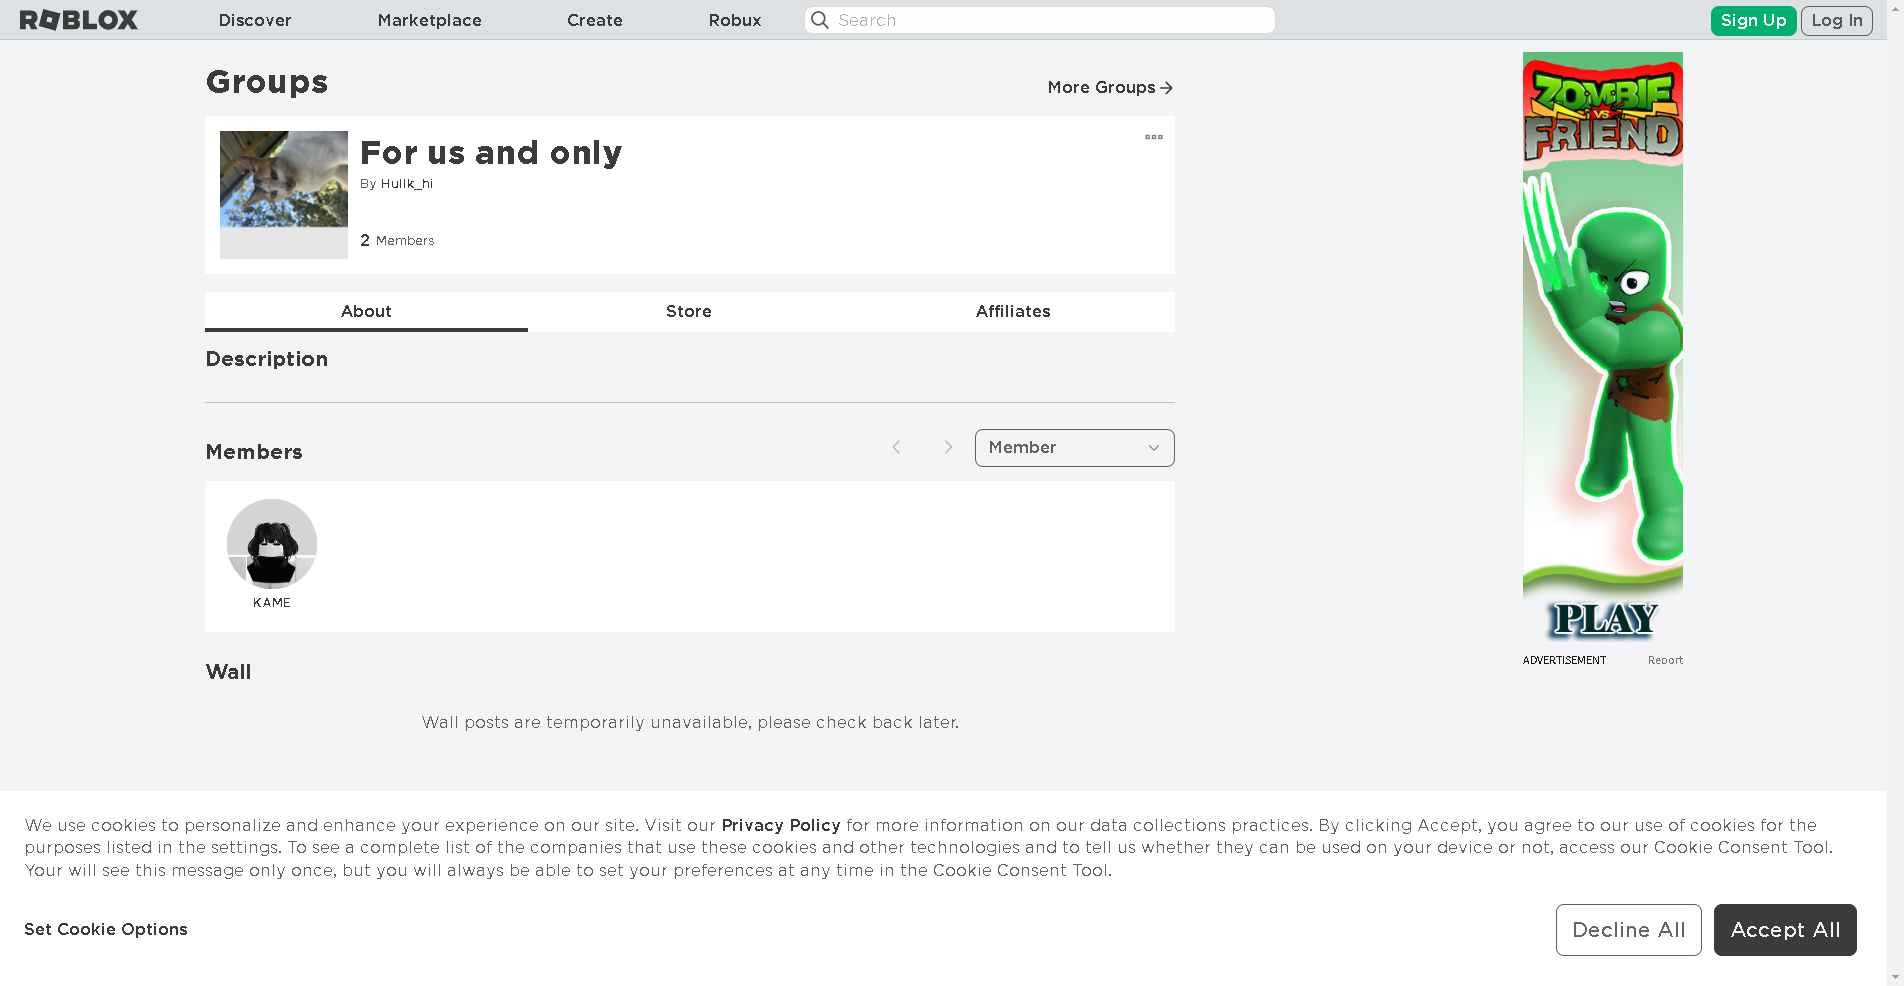 ROBLOX
Discover
Marketplace
Create
Robux
Search
Sign Up
Log In
Groups
More Groups
For us and only
By Hullk_hi
2 Members
About
Store
Affiliates
Description
Members
Member
KAME
Wall
Wall posts are temporarily unavailable, please check back later.
ZOMBIE
VS
FRIEND
PLAY
ADVERTISEMENT
Report
We use cookies to personalize and enhance your experience on our site. Visit our Privacy Policy for more information on our data collections practices. By clicking Accept, you agree to our use of cookies for the
purposes listed in the settings. To see a complete list of the companies that use these cookies and other technologies and to tell us whether they can be used on your device or not, access our Cookie Consent Tool.
Your will see this message only once, but you will always be able to set your preferences at any time in the Cookie Consent Tool.
Set Cookie Options
Decline All
Accept All